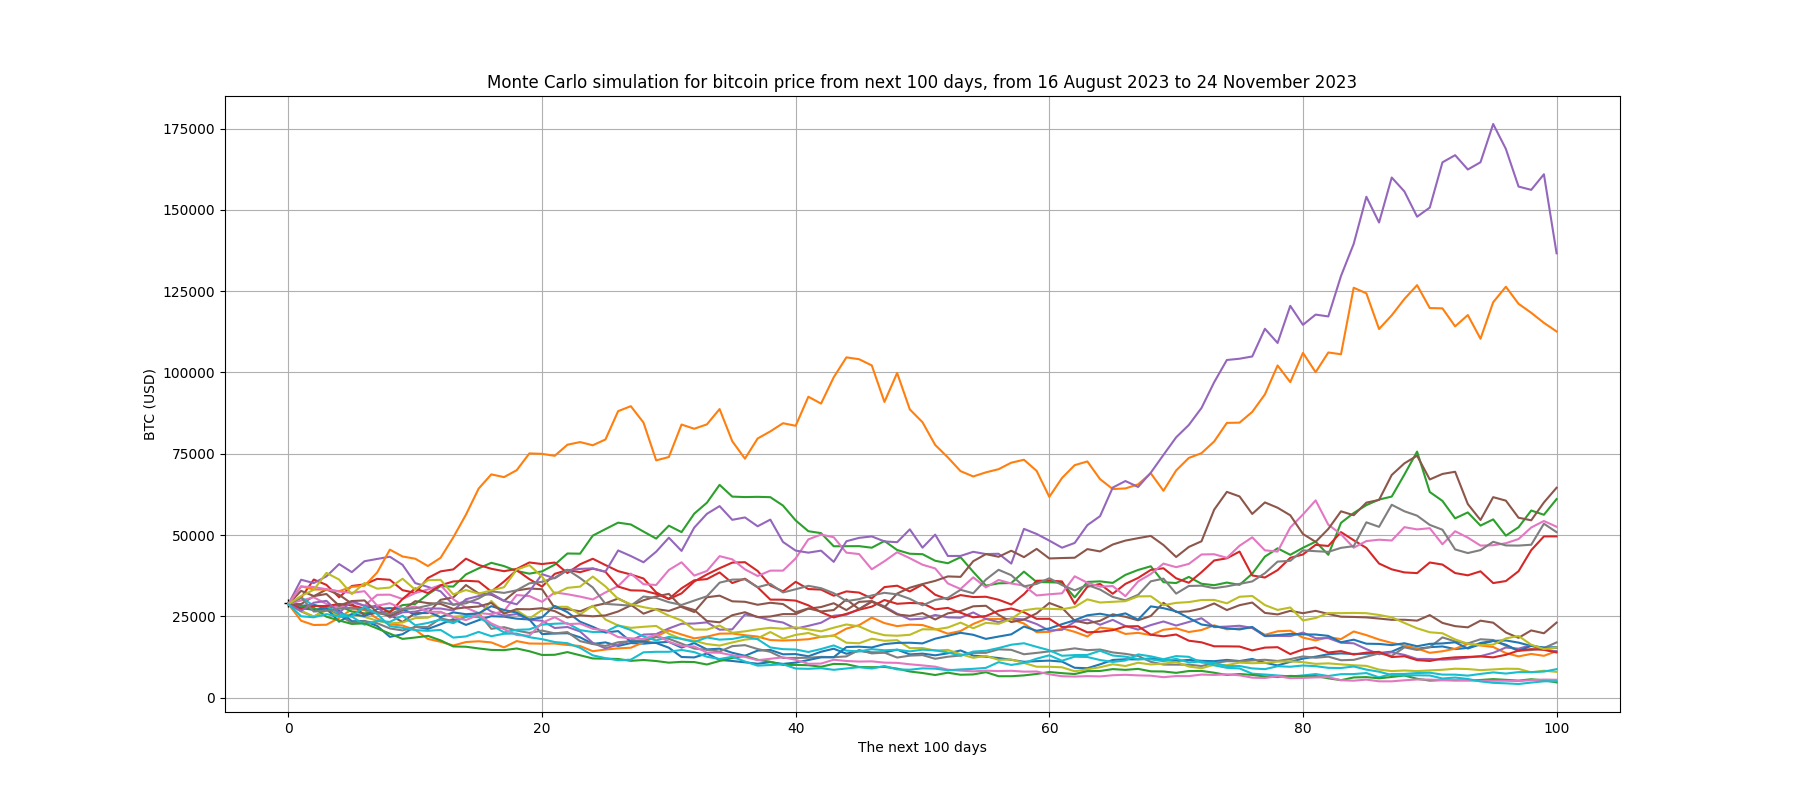 Monte Carlo simulation for bitcoin price from next 100 days, from 16 August 2023 to 24 November 2023
175000
150000
125000
100000
75000
50000
25000
0
BTC (USD)
0 20 40 60 80 100
The next 100 days